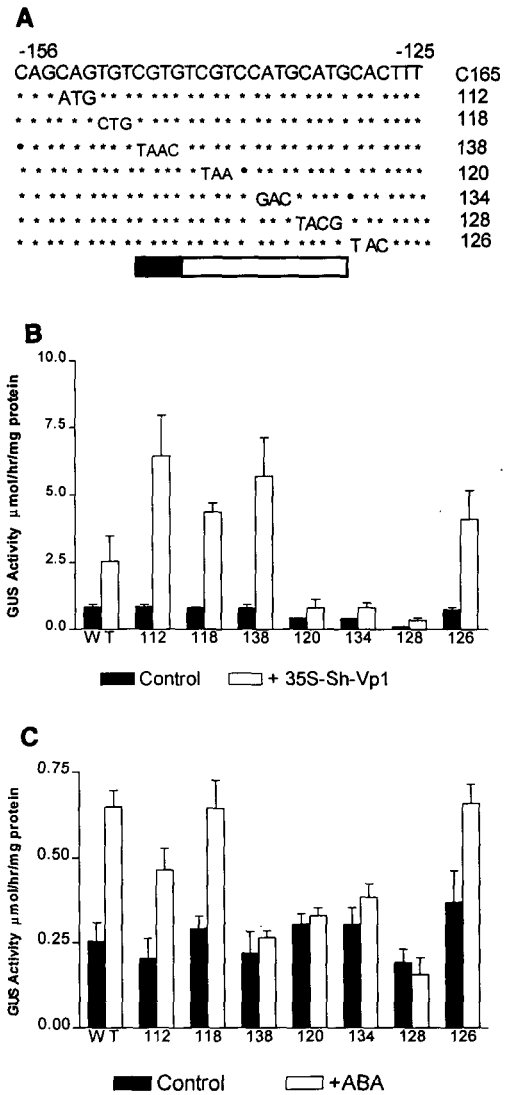 A
-156 -125
CAGCAGTGTCGTGTCGTCCATGCATGCACTTT C165
ATG 112
CTG 118
TAAC 138
TAA 120
GAC 134
TACG 128
T AC 126
B
GUS Activity µmol/hr/mg protein
10.0
7.5
5.0
2.5
0.0
WT 112 118 138 120 134 128 126
Control + 35S-Sh-Vp1
C
GUS Activity µmol/hr/mg protein
0.75
0.50
0.25
0.00
WT 112 118 138 120 134 128 126
Control +ABA